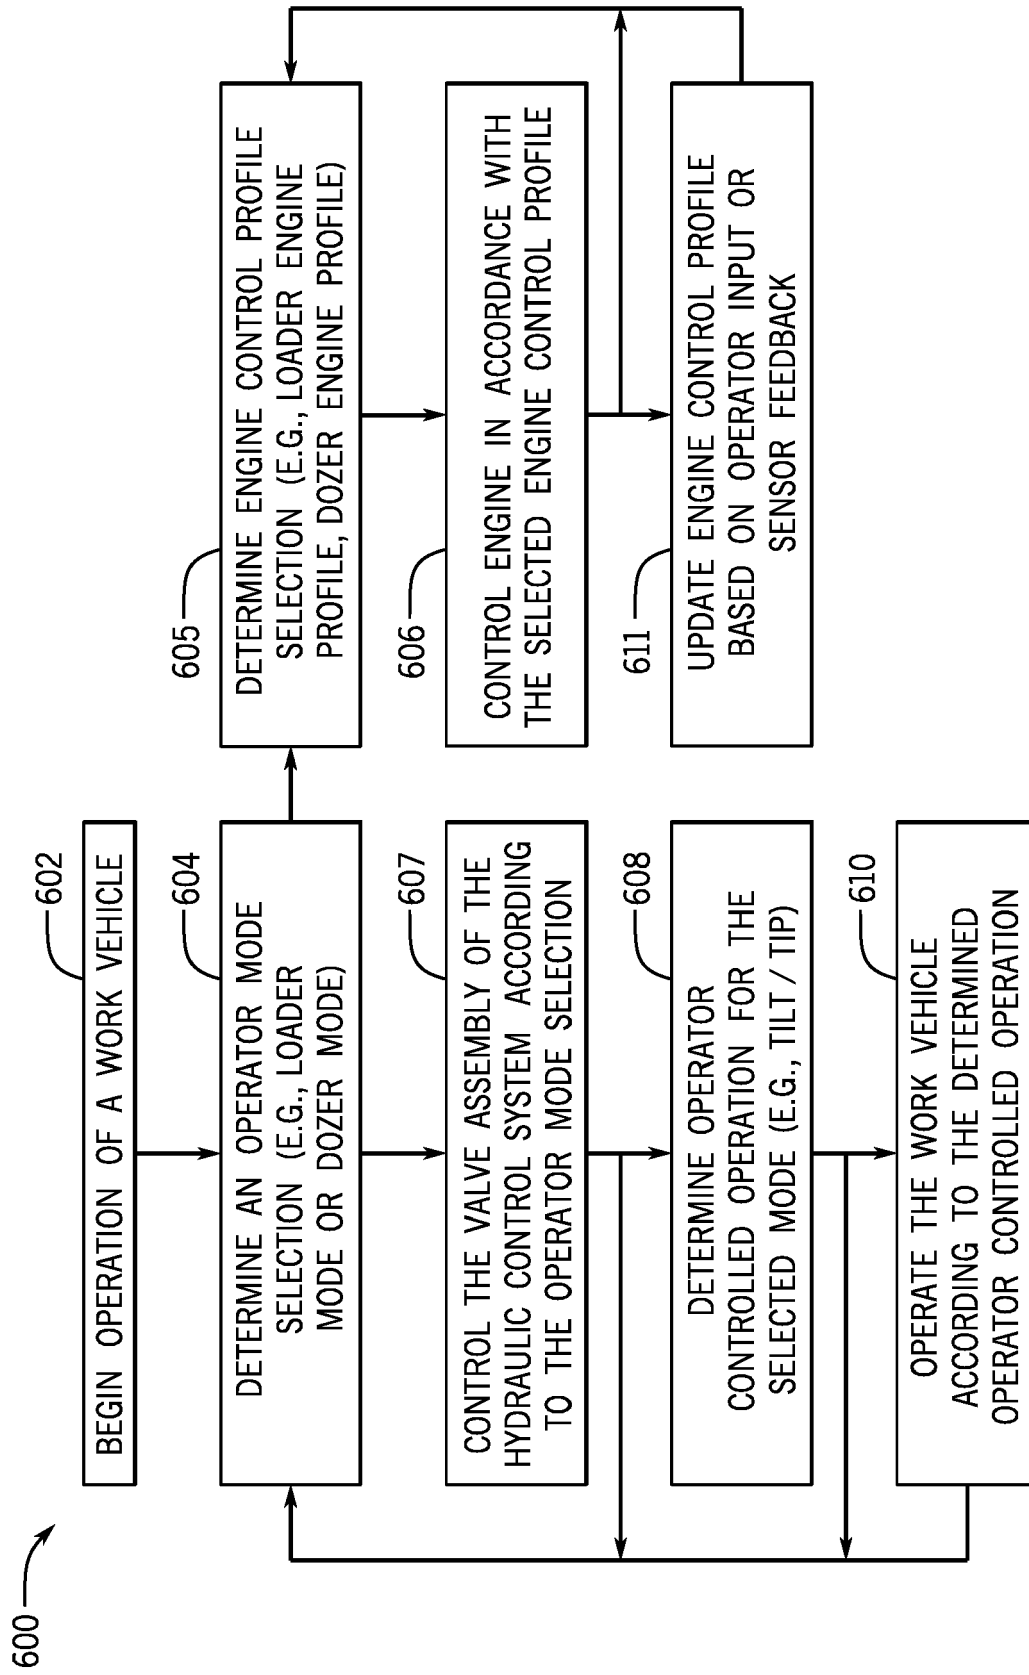 600
602
BEGIN OPERATION OF A WORK VEHICLE
604
DETERMINE AN OPERATOR MODE
SELECTION (E.G., LOADER
MODE OR DOZER MODE)
605
DETERMINE ENGINE CONTROL PROFILE
SELECTION (E.G., LOADER ENGINE
PROFILE, DOZER ENGINE PROFILE)
607
CONTROL THE VALVE ASSEMBLY OF THE
HYDRAULIC CONTROL SYSTEM ACCORDING
TO THE OPERATOR MODE SELECTION
606
CONTROL ENGINE IN ACCORDANCE WITH
THE SELECTED ENGINE CONTROL PROFILE
608
DETERMINE OPERATOR
CONTROLLED OPERATION FOR THE
SELECTED MODE (E.G., TILT / TIP)
611
UPDATE ENGINE CONTROL PROFILE
BASED ON OPERATOR INPUT OR
SENSOR FEEDBACK
610
OPERATE THE WORK VEHICLE
ACCORDING TO THE DETERMINED
OPERATOR CONTROLLED OPERATION